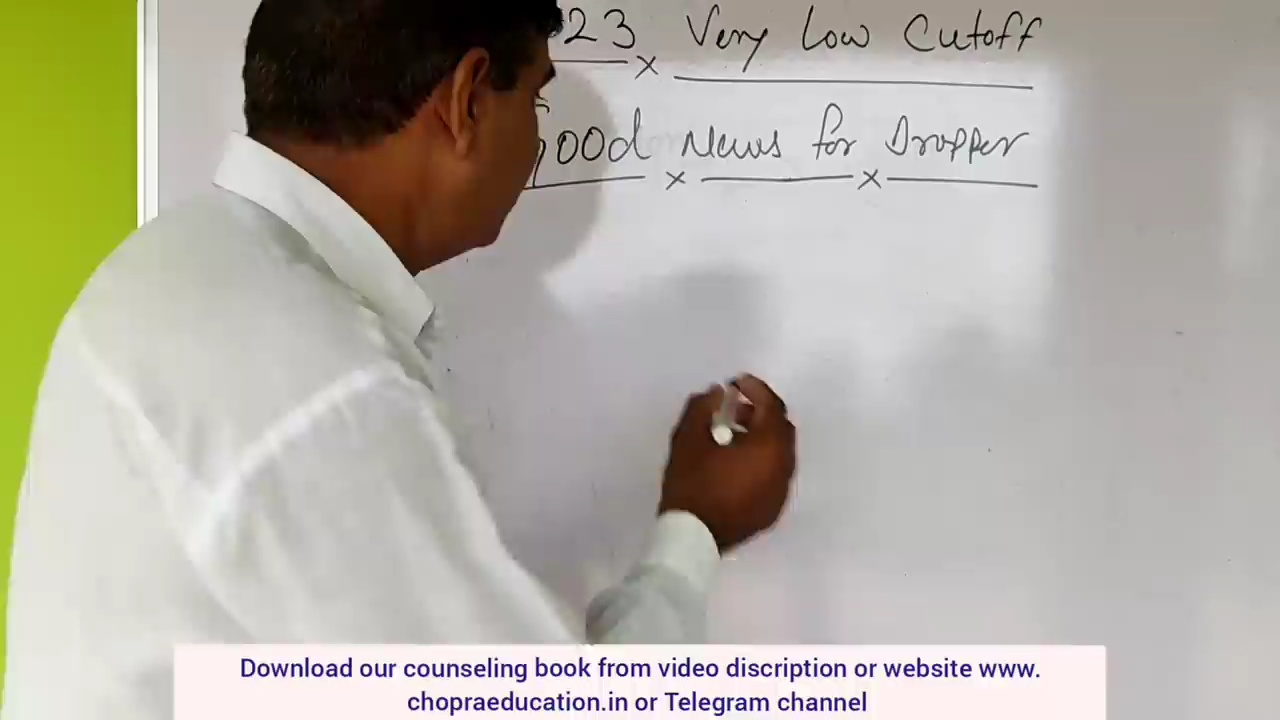 23 Very Low Cutoff
Good News for Dropper
Download our counseling book from video discription or website www.
chopraeducation.in or Telegram channel